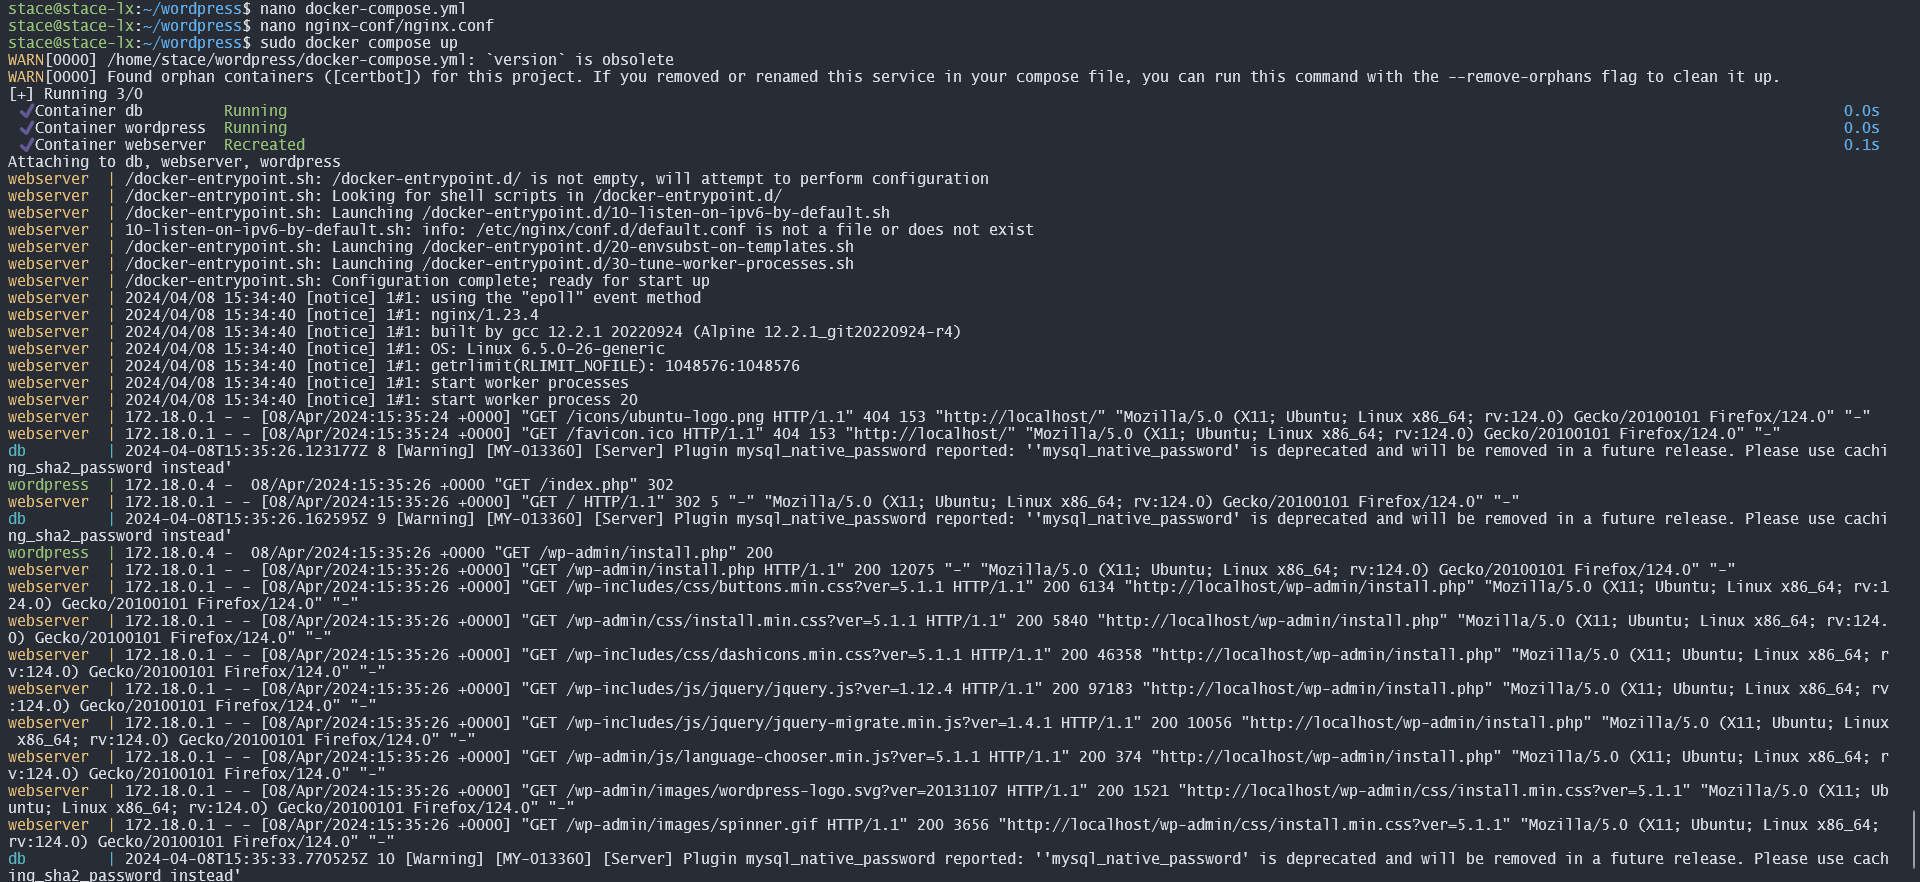 stace@stace-lx:~/wordpress$ nano docker-compose.yml
stace@stace-lx:~/wordpress$ nano nginx-conf/nginx.conf
stace@stace-lx:~/wordpress$ sudo docker compose up
WARN[0000] /home/stace/wordpress/docker-compose.yml: `version` is obsolete
WARN[0000] Found orphan containers ([certbot]) for this project. If you removed or renamed this service in your compose file, you can run this command with the --remove-orphans flag to clean it up.
[+] Running 3/0
✔Container db         Running 0.0s
✔Container wordpress  Running 0.0s
✔Container webserver  Recreated 0.1s
Attaching to db, webserver, wordpress
webserver  | /docker-entrypoint.sh: /docker-entrypoint.d/ is not empty, will attempt to perform configuration
webserver  | /docker-entrypoint.sh: Looking for shell scripts in /docker-entrypoint.d/
webserver  | /docker-entrypoint.sh: Launching /docker-entrypoint.d/10-listen-on-ipv6-by-default.sh
webserver  | 10-listen-on-ipv6-by-default.sh: info: /etc/nginx/conf.d/default.conf is not a file or does not exist
webserver  | /docker-entrypoint.sh: Launching /docker-entrypoint.d/20-envsubst-on-templates.sh
webserver  | /docker-entrypoint.sh: Launching /docker-entrypoint.d/30-tune-worker-processes.sh
webserver  | /docker-entrypoint.sh: Configuration complete; ready for start up
webserver  | 2024/04/08 15:34:40 [notice] 1#1: using the "epoll" event method
webserver  | 2024/04/08 15:34:40 [notice] 1#1: nginx/1.23.4
webserver  | 2024/04/08 15:34:40 [notice] 1#1: built by gcc 12.2.1 20220924 (Alpine 12.2.1_git20220924-r4)
webserver  | 2024/04/08 15:34:40 [notice] 1#1: OS: Linux 6.5.0-26-generic
webserver  | 2024/04/08 15:34:40 [notice] 1#1: getrlimit(RLIMIT_NOFILE): 1048576:1048576
webserver  | 2024/04/08 15:34:40 [notice] 1#1: start worker processes
webserver  | 2024/04/08 15:34:40 [notice] 1#1: start worker process 20
webserver  | 172.18.0.1 - - [08/Apr/2024:15:35:24 +0000] "GET /icons/ubuntu-logo.png HTTP/1.1" 404 153 "http://localhost/" "Mozilla/5.0 (X11; Ubuntu; Linux x86_64; rv:124.0) Gecko/20100101 Firefox/124.0" "-"
webserver  | 172.18.0.1 - - [08/Apr/2024:15:35:24 +0000] "GET /favicon.ico HTTP/1.1" 404 153 "http://localhost/" "Mozilla/5.0 (X11; Ubuntu; Linux x86_64; rv:124.0) Gecko/20100101 Firefox/124.0" "-"
db         | 2024-04-08T15:35:26.123177Z 8 [Warning] [MY-013360] [Server] Plugin mysql_native_password reported: ''mysql_native_password' is deprecated and will be removed in a future release. Please use cachi
ng_sha2_password instead'
wordpress  | 172.18.0.4 -  08/Apr/2024:15:35:26 +0000 "GET /index.php" 302
webserver  | 172.18.0.1 - - [08/Apr/2024:15:35:26 +0000] "GET / HTTP/1.1" 302 5 "-" "Mozilla/5.0 (X11; Ubuntu; Linux x86_64; rv:124.0) Gecko/20100101 Firefox/124.0" "-"
db         | 2024-04-08T15:35:26.162595Z 9 [Warning] [MY-013360] [Server] Plugin mysql_native_password reported: ''mysql_native_password' is deprecated and will be removed in a future release. Please use cachi
ng_sha2_password instead'
wordpress  | 172.18.0.4 -  08/Apr/2024:15:35:26 +0000 "GET /wp-admin/install.php" 200
webserver  | 172.18.0.1 - - [08/Apr/2024:15:35:26 +0000] "GET /wp-admin/install.php HTTP/1.1" 200 12075 "-" "Mozilla/5.0 (X11; Ubuntu; Linux x86_64; rv:124.0) Gecko/20100101 Firefox/124.0" "-"
webserver  | 172.18.0.1 - - [08/Apr/2024:15:35:26 +0000] "GET /wp-includes/css/buttons.min.css?ver=5.1.1 HTTP/1.1" 200 6134 "http://localhost/wp-admin/install.php" "Mozilla/5.0 (X11; Ubuntu; Linux x86_64; rv:1
24.0) Gecko/20100101 Firefox/124.0" "-"
webserver  | 172.18.0.1 - - [08/Apr/2024:15:35:26 +0000] "GET /wp-admin/css/install.min.css?ver=5.1.1 HTTP/1.1" 200 5840 "http://localhost/wp-admin/install.php" "Mozilla/5.0 (X11; Ubuntu; Linux x86_64; rv:124.
0) Gecko/20100101 Firefox/124.0" "-"
webserver  | 172.18.0.1 - - [08/Apr/2024:15:35:26 +0000] "GET /wp-includes/css/dashicons.min.css?ver=5.1.1 HTTP/1.1" 200 46358 "http://localhost/wp-admin/install.php" "Mozilla/5.0 (X11; Ubuntu; Linux x86_64; r
v:124.0) Gecko/20100101 Firefox/124.0" "-"
webserver  | 172.18.0.1 - - [08/Apr/2024:15:35:26 +0000] "GET /wp-includes/js/jquery/jquery.js?ver=1.12.4 HTTP/1.1" 200 97183 "http://localhost/wp-admin/install.php" "Mozilla/5.0 (X11; Ubuntu; Linux x86_64; rv
:124.0) Gecko/20100101 Firefox/124.0" "-"
webserver  | 172.18.0.1 - - [08/Apr/2024:15:35:26 +0000] "GET /wp-includes/js/jquery/jquery-migrate.min.js?ver=1.4.1 HTTP/1.1" 200 10056 "http://localhost/wp-admin/install.php" "Mozilla/5.0 (X11; Ubuntu; Linux
 x86_64; rv:124.0) Gecko/20100101 Firefox/124.0" "-"
webserver  | 172.18.0.1 - - [08/Apr/2024:15:35:26 +0000] "GET /wp-admin/js/language-chooser.min.js?ver=5.1.1 HTTP/1.1" 200 374 "http://localhost/wp-admin/install.php" "Mozilla/5.0 (X11; Ubuntu; Linux x86_64; r
v:124.0) Gecko/20100101 Firefox/124.0" "-"
webserver  | 172.18.0.1 - - [08/Apr/2024:15:35:26 +0000] "GET /wp-admin/images/wordpress-logo.svg?ver=20131107 HTTP/1.1" 200 1521 "http://localhost/wp-admin/css/install.min.css?ver=5.1.1" "Mozilla/5.0 (X11; Ub
untu; Linux x86_64; rv:124.0) Gecko/20100101 Firefox/124.0" "-"
webserver  | 172.18.0.1 - - [08/Apr/2024:15:35:26 +0000] "GET /wp-admin/images/spinner.gif HTTP/1.1" 200 3656 "http://localhost/wp-admin/css/install.min.css?ver=5.1.1" "Mozilla/5.0 (X11; Ubuntu; Linux x86_64;
rv:124.0) Gecko/20100101 Firefox/124.0" "-"
db         | 2024-04-08T15:35:33.770525Z 10 [Warning] [MY-013360] [Server] Plugin mysql_native_password reported: ''mysql_native_password' is deprecated and will be removed in a future release. Please use cach
ing_sha2_password instead'